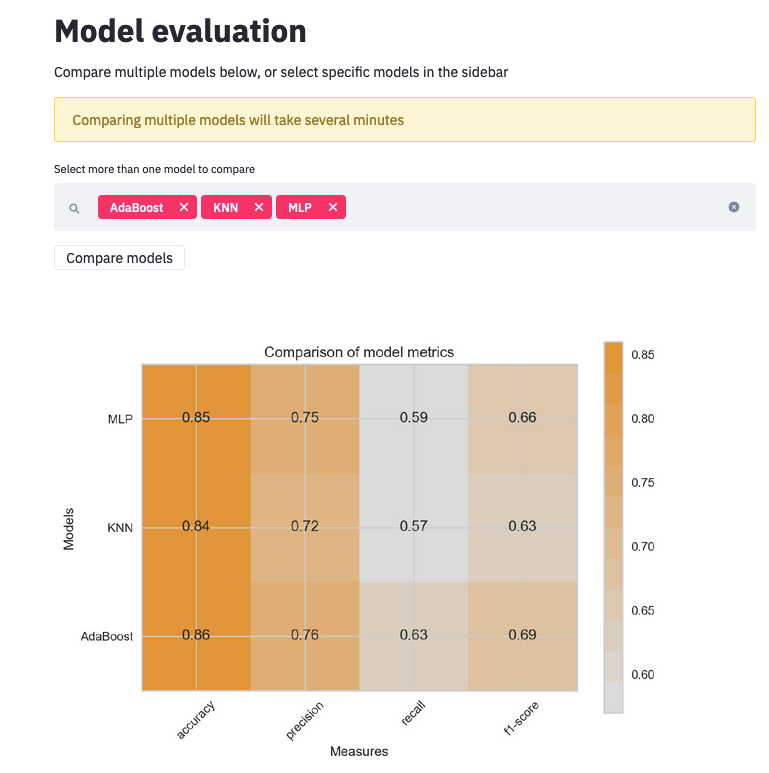 Model evaluation
Compare multiple models below, or select specific models in the sidebar
Comparing multiple models will take several minutes
Select more than one model to compare
AdaBoost KNN MLP
Compare models
Comparison of model metrics
0.85
0.80
0.75
0.70
0.65
0.60
Models
MLP 0.85 0.75 0.59 0.66
KNN 0.84 0.72 0.57 0.63
AdaBoost 0.86 0.76 0.63 0.69
accuracy precision recall f1-score
Measures